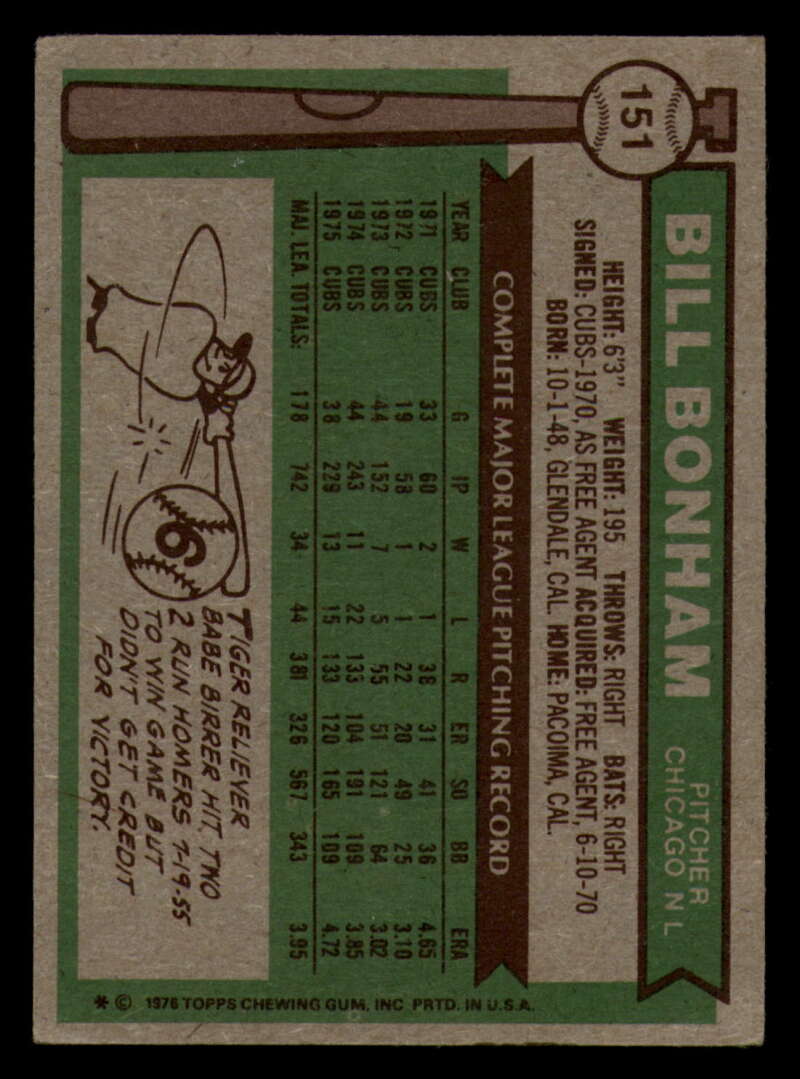 151
BILL BONHAM
PITCHER
CHICAGO NL
HEIGHT: 6'3" WEIGHT: 195 THROWS: RIGHT BATS: RIGHT
SIGNED: CUBS-1970, AS FREE AGENT ACQUIRED: FREE AGENT, 6-10-70
BORN: 10-1-48, GLENDALE, CAL. HOME: PACOIMA, CAL.
COMPLETE MAJOR LEAGUE PITCHING RECORD
YEAR CLUB G IP W L R ER SO BB ERA
1971 CUBS 33 60 2 1 38 31 41 36 4.65
1972 CUBS 19 58 1 1 22 20 49 25 3.10
1973 CUBS 44 152 7 5 55 51 121 64 3.02
1974 CUBS 44 243 11 22 133 104 191 109 3.85
1975 CUBS 38 229 13 15 133 120 165 109 4.72
MAJ. LEA. TOTALS: 178 742 34 44 381 326 567 343 3.95
6
TIGER RELIEVER
BABE BIRRER HIT TWO
2 RUN HOMERS 7-19-55
TO WIN GAME BUT
DIDN'T GET CREDIT
FOR VICTORY.
* © 1976 TOPPS CHEWING GUM, INC PRTD. IN U.S.A.